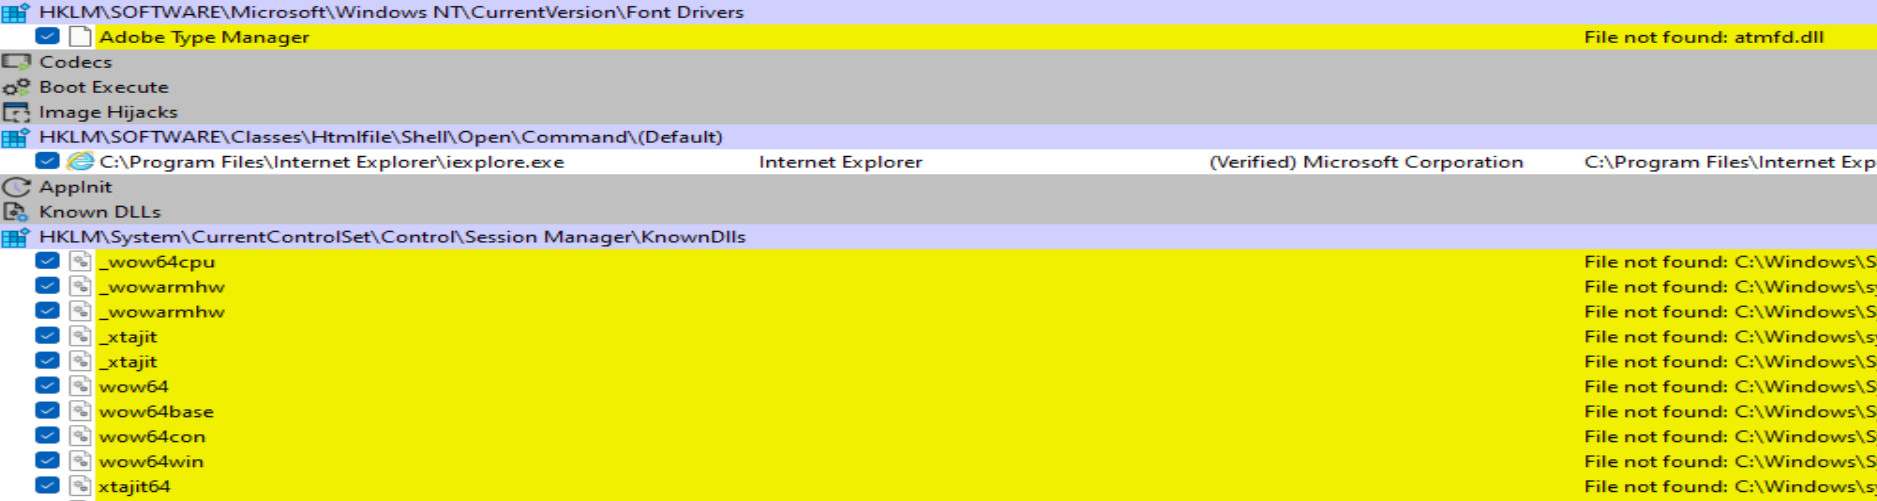 HKLM\SOFTWARE\Microsoft\Windows NT\CurrentVersion\Font Drivers
Adobe Type Manager File not found: atmfd.dll
Codecs
Boot Execute
Image Hijacks
HKLM\SOFTWARE\Classes\Htmlfile\Shell\Open\Command\(Default)
C:\Program Files\Internet Explorer\iexplore.exe Internet Explorer (Verified) Microsoft Corporation C:\Program Files\Internet Exp
AppInit
Known DLLs
HKLM\System\CurrentControlSet\Control\Session Manager\KnownDlls
_wow64cpu File not found: C:\Windows\S
_wowarmhw File not found: C:\Windows\sy
_wowarmhw File not found: C:\Windows\S
_xtajit File not found: C:\Windows\sy
_xtajit File not found: C:\Windows\S
wow64 File not found: C:\Windows\S
wow64base File not found: C:\Windows\S
wow64con File not found: C:\Windows\S
wow64win File not found: C:\Windows\S
xtajit64 File not found: C:\Windows\sy